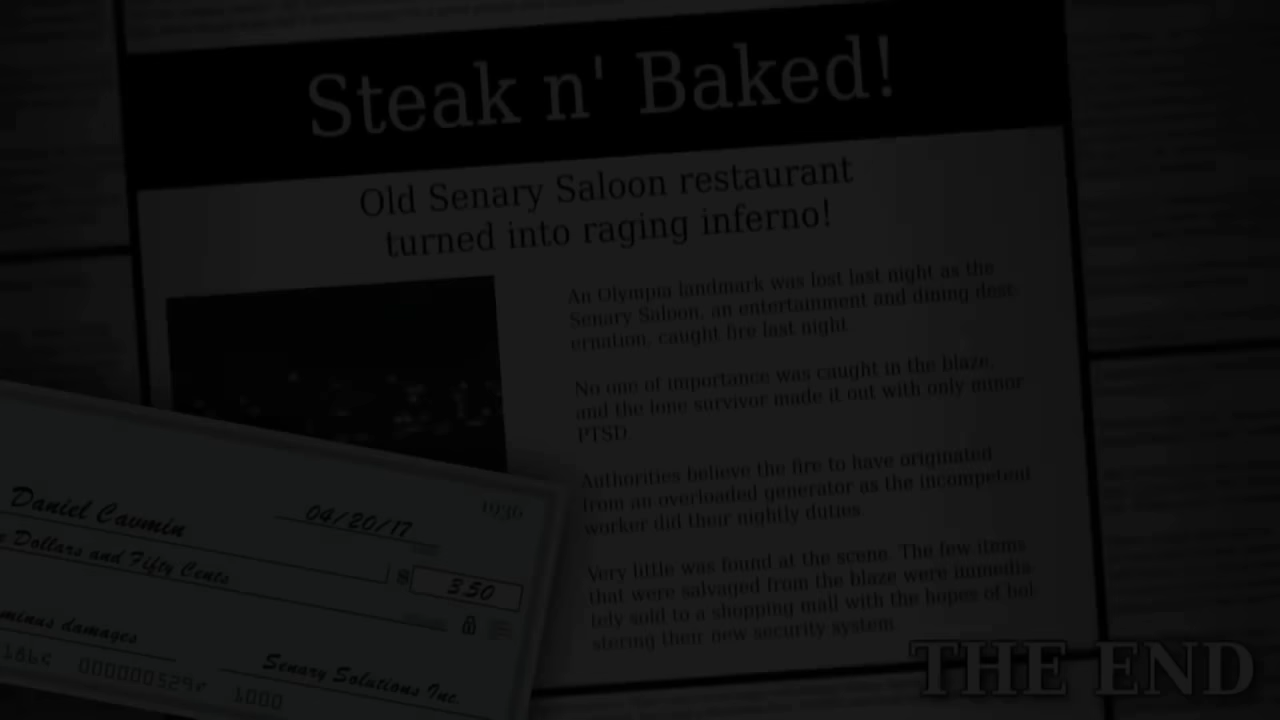 Steak n' Baked!
Old Senary Saloon restaurant
turned into raging inferno!
An Olympia landmark was lost last night as the
Senary Saloon, an entertainment and dining dest-
ernation, caught fire last night.
No one of importance was caught in the blaze,
and the lone survivor made it out with only minor
PTSD.
Authorities believe the fire to have originated
from an overloaded generator as the incompetent
worker did their nightly duties.
Very little was found at the scene. The few items
that were salvaged from the blaze were immedia-
tely sold to a shopping mall with the hopes of bol-
stering their new security system.
1936
Daniel Cavmin
04/20/17
Dollars and Fifty Cents
$ 3.50
minus damages
Senary Solutions Inc.
000000529
1000
THE END